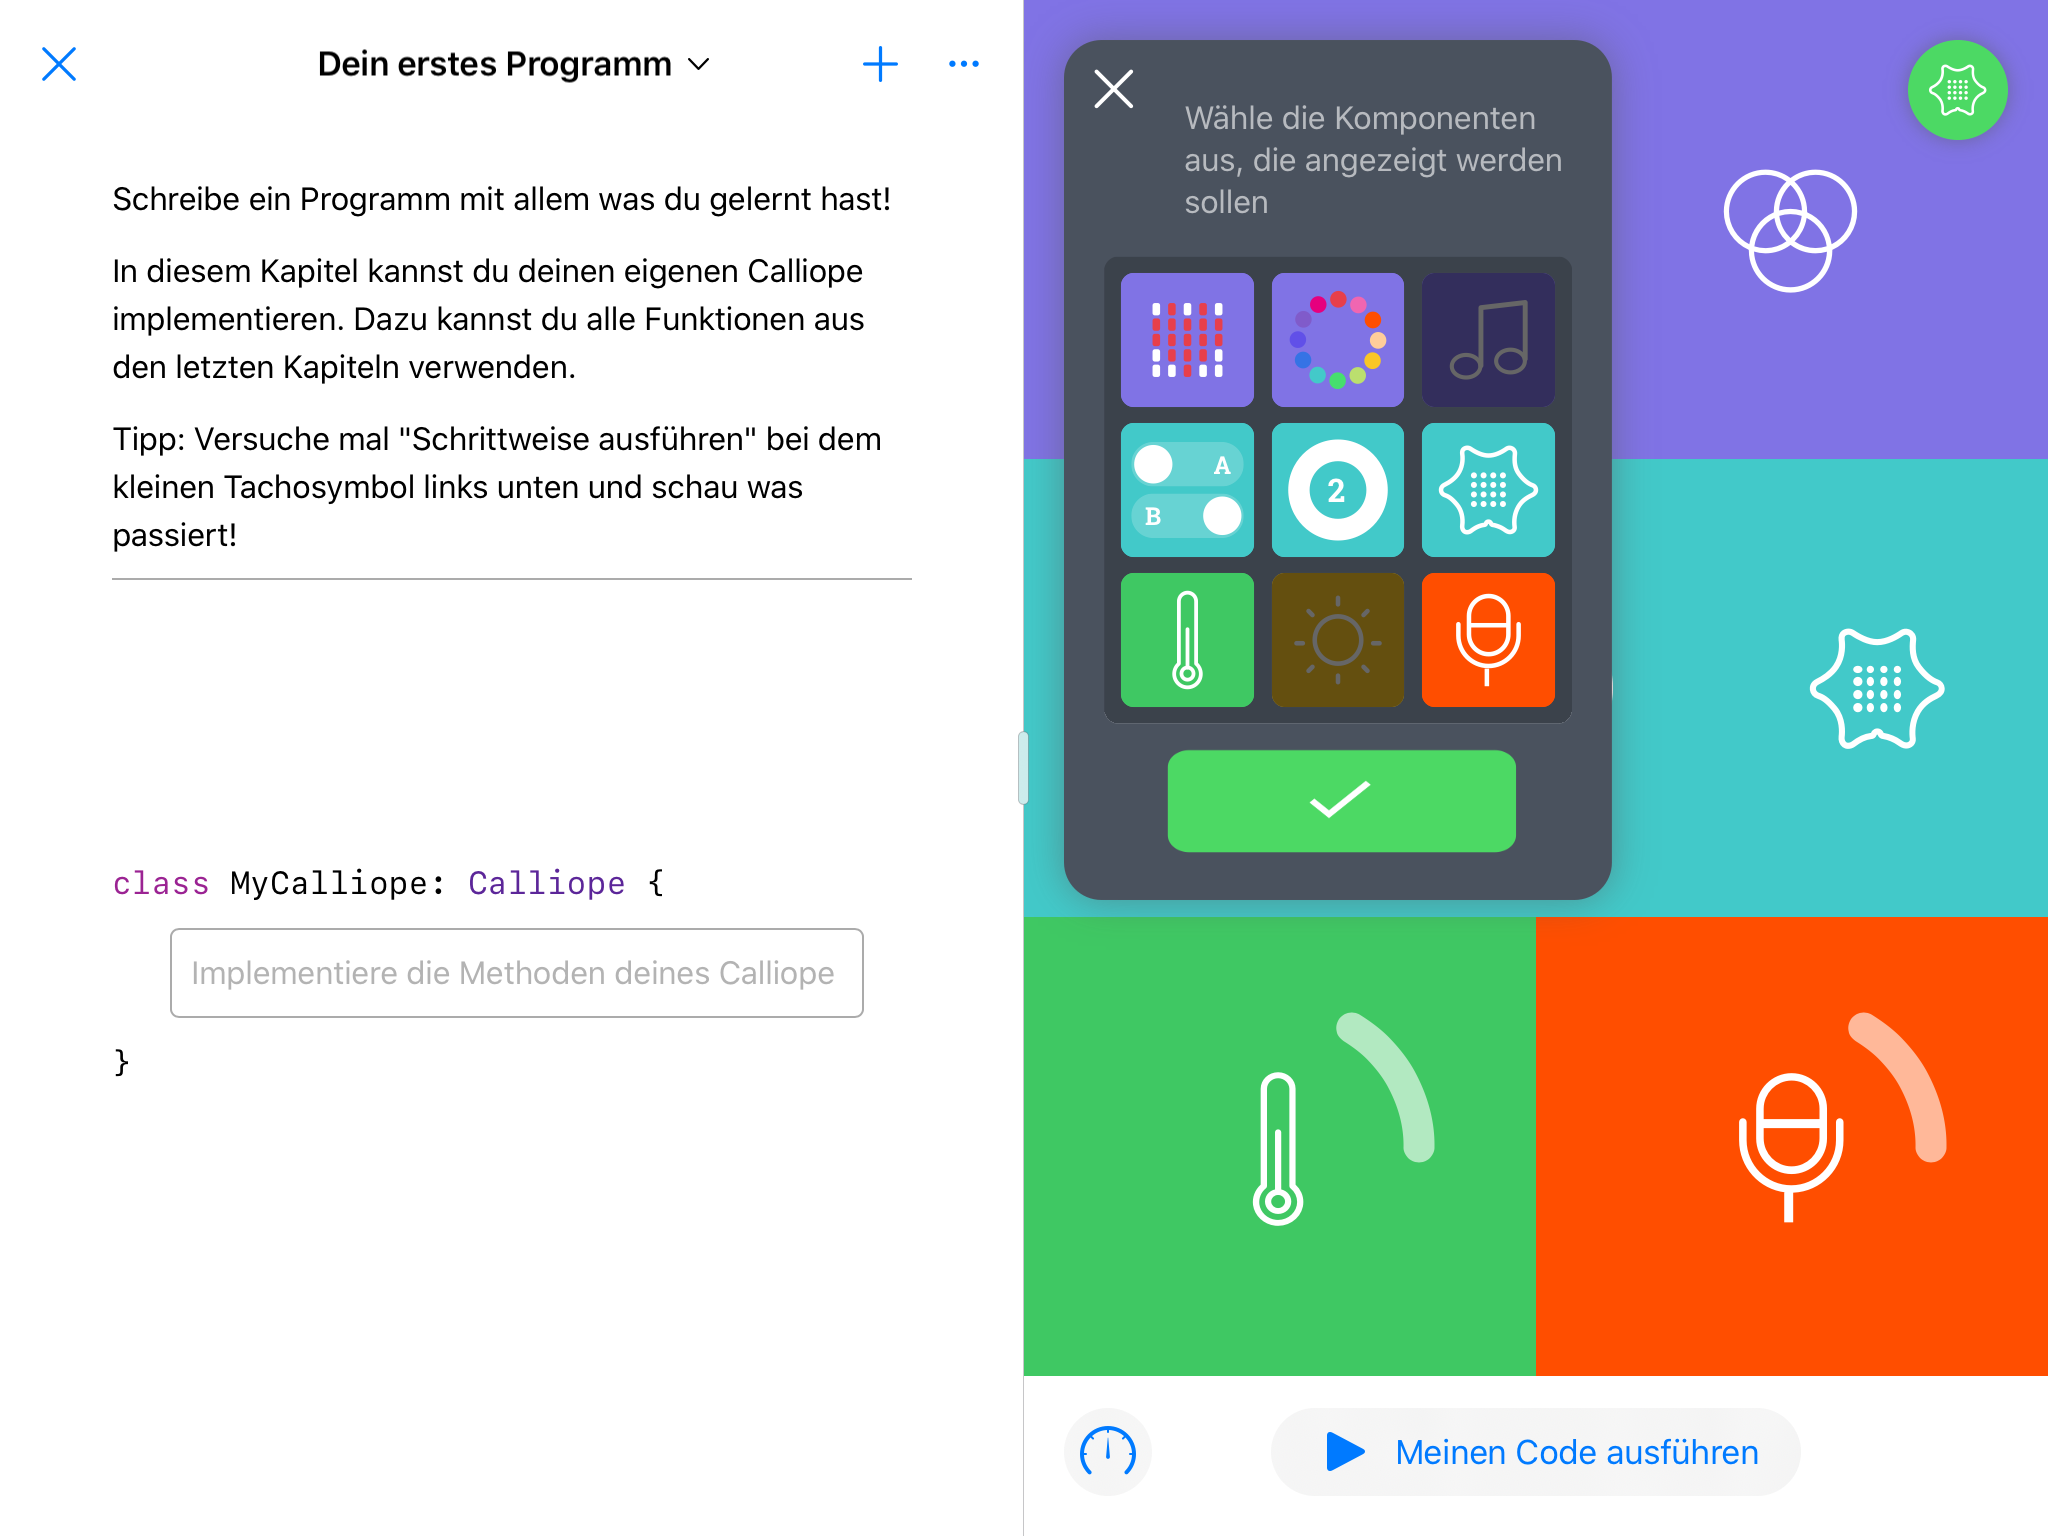 Dein erstes Programm
Schreibe ein Programm mit allem was du gelernt hast!
In diesem Kapitel kannst du deinen eigenen Calliope
implementieren. Dazu kannst du alle Funktionen aus
den letzten Kapiteln verwenden.
Tipp: Versuche mal "Schrittweise ausführen" bei dem
kleinen Tachosymbol links unten und schau was
passiert!
class MyCalliope: Calliope {
Implementiere die Methoden deines Calliope
}
Wähle die Komponenten
aus, die angezeigt werden
sollen
A
B
2
Meinen Code ausführen